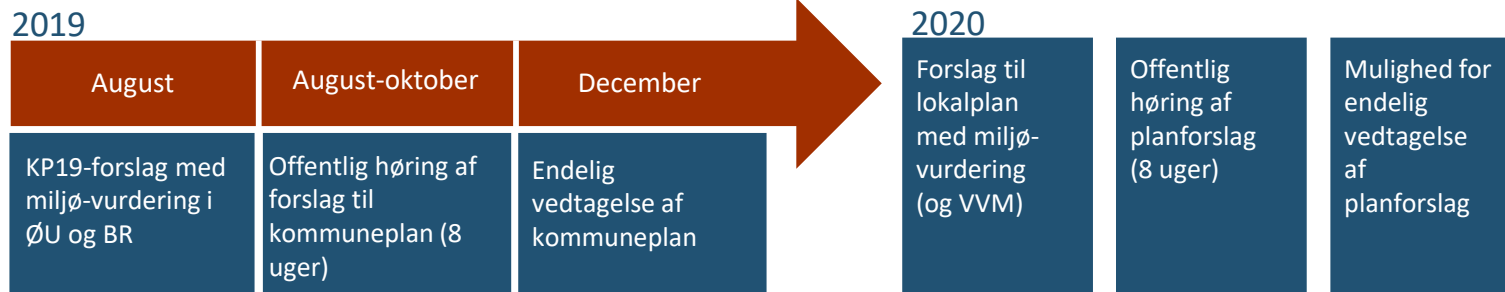 2019
August
August-oktober
December
KP19-forslag med
miljø-vurdering i
ØU og BR
Offentlig høring af
forslag til
kommuneplan (8
uger)
Endelig
vedtagelse af
kommuneplan
2020
Forslag til
lokalplan
med miljø-
vurdering
(og VVM)
Offentlig
høring af
planforslag
(8 uger)
Mulighed for
endelig
vedtagelse
af
planforslag